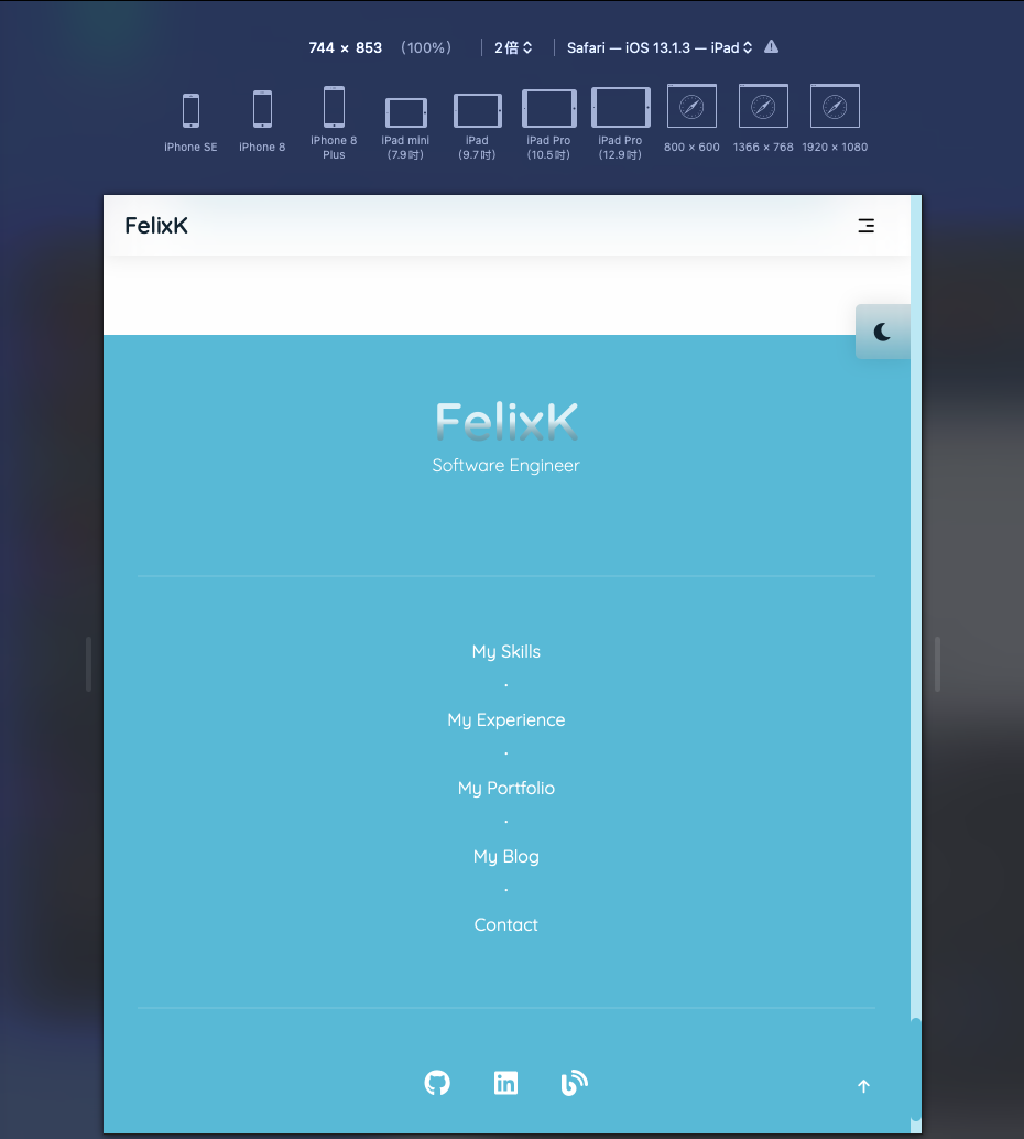 744 × 853 (100%) 2倍 Safari — iOS 13.1.3 — iPad
iPhone SE
iPhone 8
iPhone 8
Plus
iPad mini
(7.9吋)
iPad
(9.7吋)
iPad Pro
(10.5吋)
iPad Pro
(12.9吋)
800 × 600
1366 × 768
1920 × 1080
FelixK
FelixK
Software Engineer
My Skills
-
My Experience
-
My Portfolio
-
My Blog
-
Contact
in